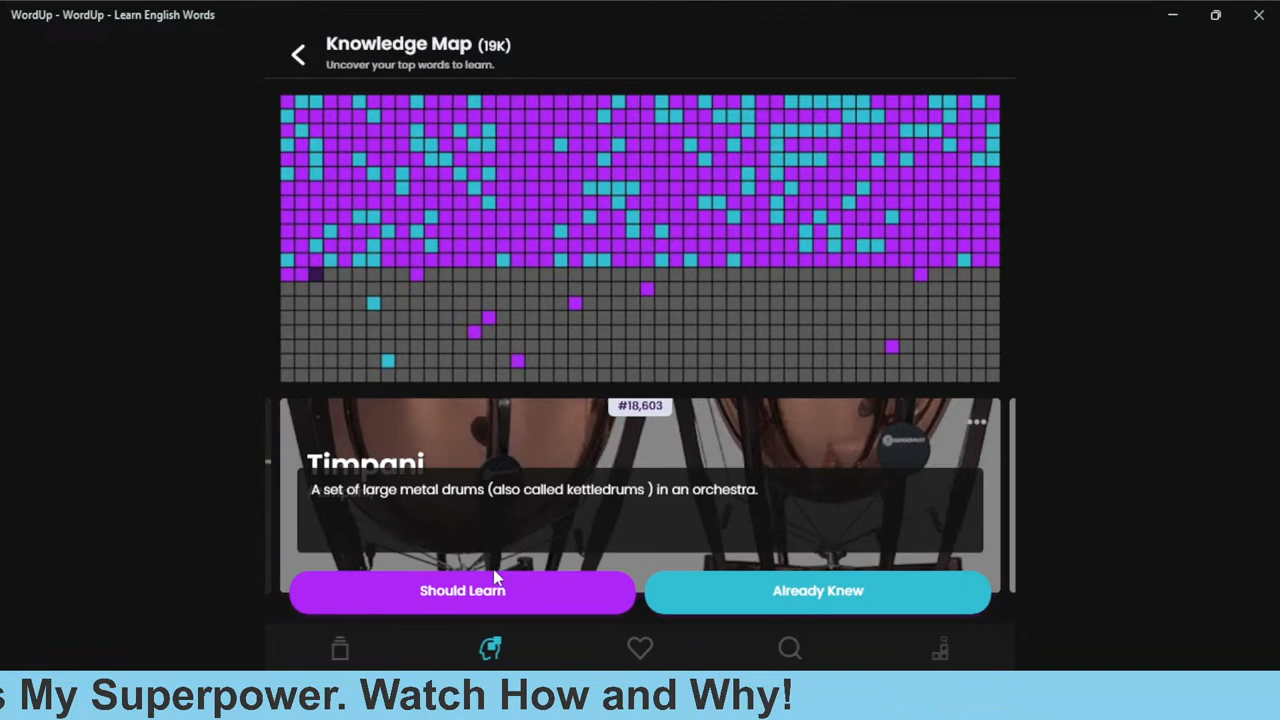 WordUp - WordUp - Learn English Words
Knowledge Map (19K)
Uncover your top words to learn.
#18,603
Timpani
A set of large metal drums (also called kettledrums ) in an orchestra.
Should Learn
Already Knew
s My Superpower. Watch How and Why!